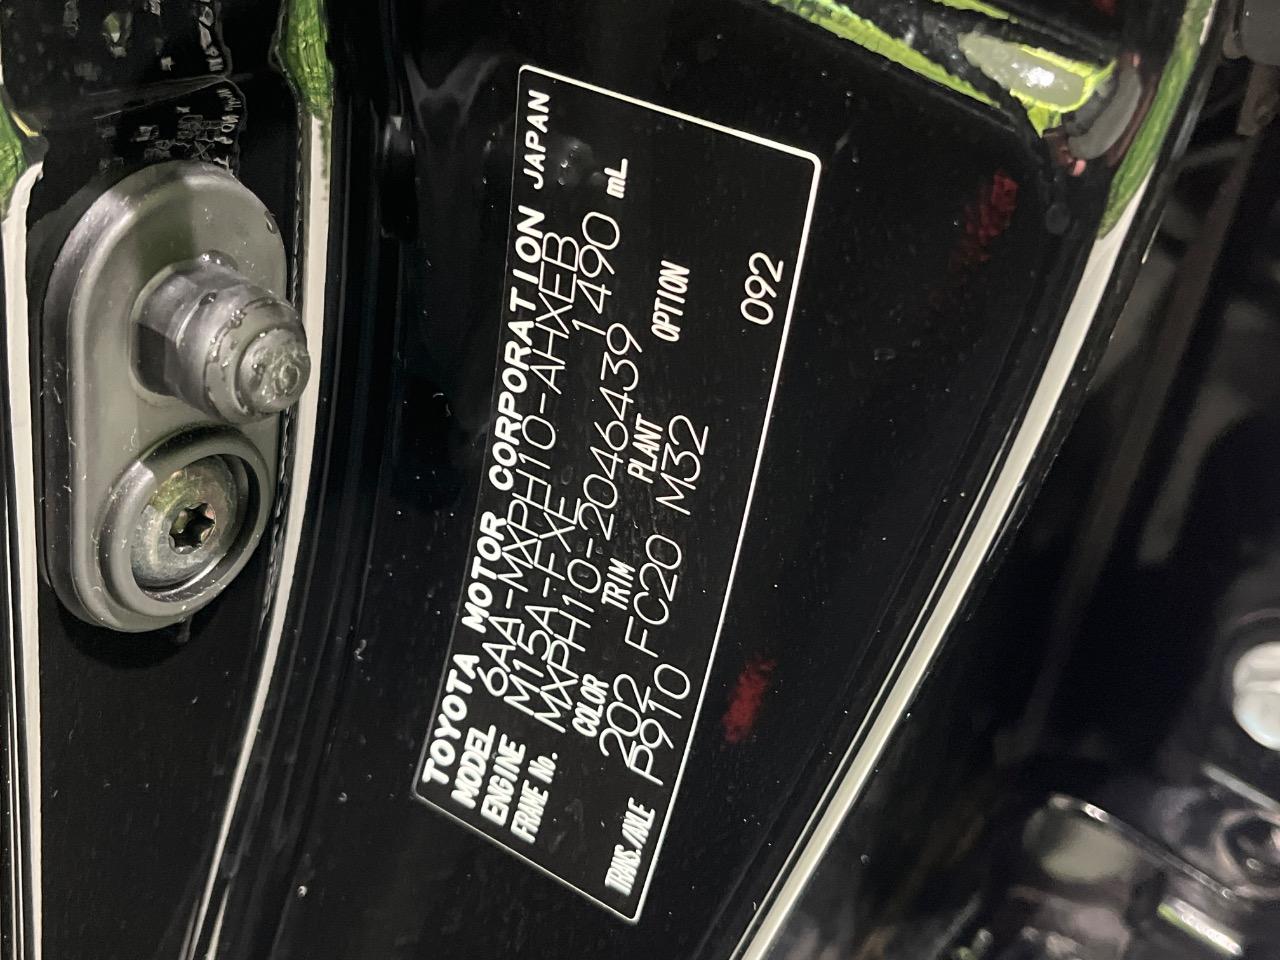 TOYOTA MOTOR CORPORATION JAPAN
MODEL 6AA-MXPH10-AHXEB
ENGINE M15A-FXE 1490 mL
FRAME No. MXPH10-2046439
COLOR TRIM PLANT OPTION
202 FC20 M32
TRANS./AXLE P910 092